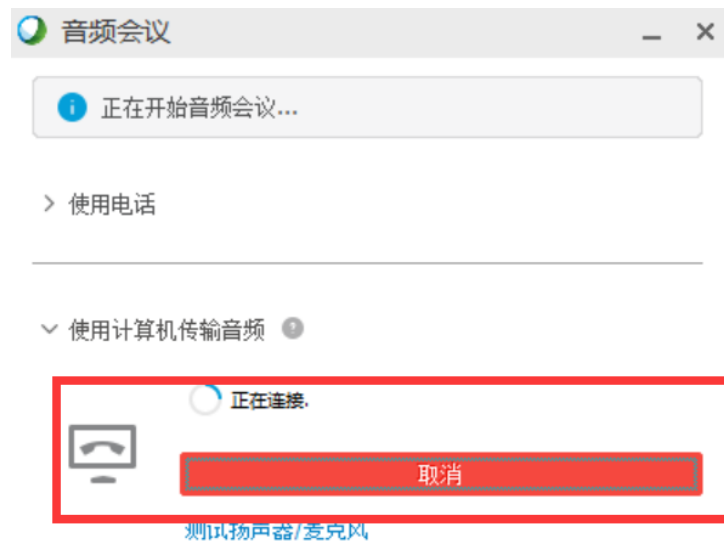 音频会议
正在开始音频会议...
使用电话
使用计算机传输音频
正在连接.
取消
测试扬声器/麦克风